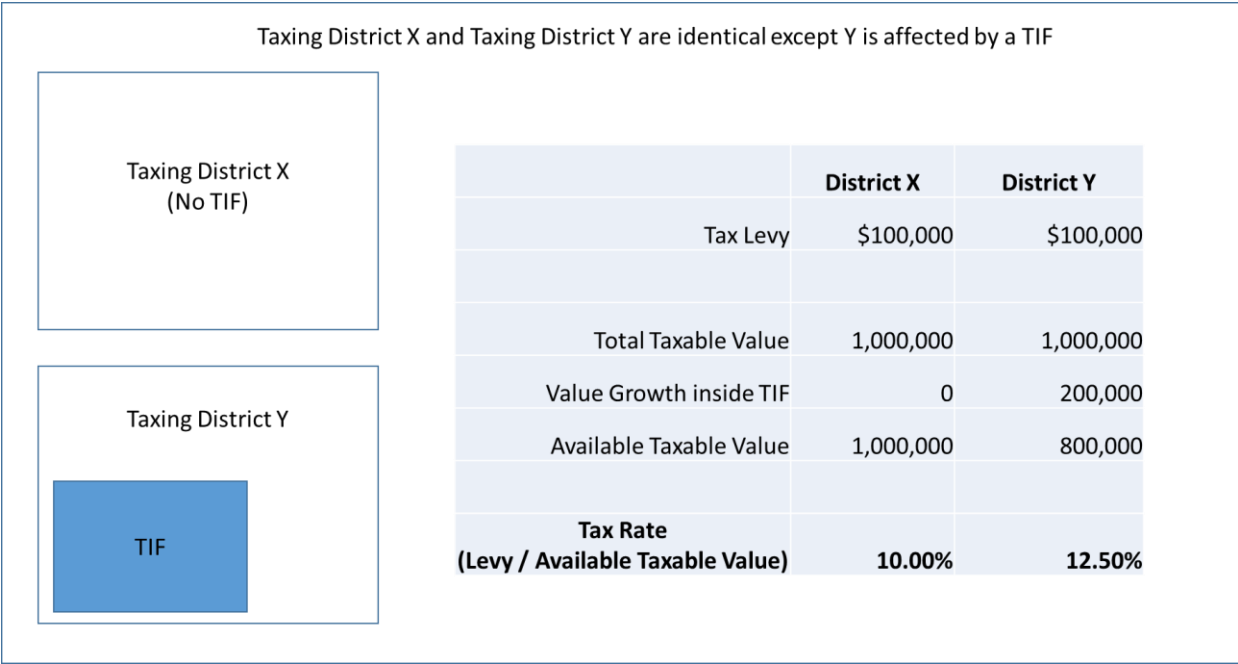 Taxing District X and Taxing District Y are identical except Y is affected by a TIF
Taxing District X
(No TIF)
Taxing District Y
TIF
District X District Y
Tax Levy $100,000 $100,000
Total Taxable Value 1,000,000 1,000,000
Value Growth inside TIF 0 200,000
Available Taxable Value 1,000,000 800,000
Tax Rate
(Levy / Available Taxable Value) 10.00% 12.50%